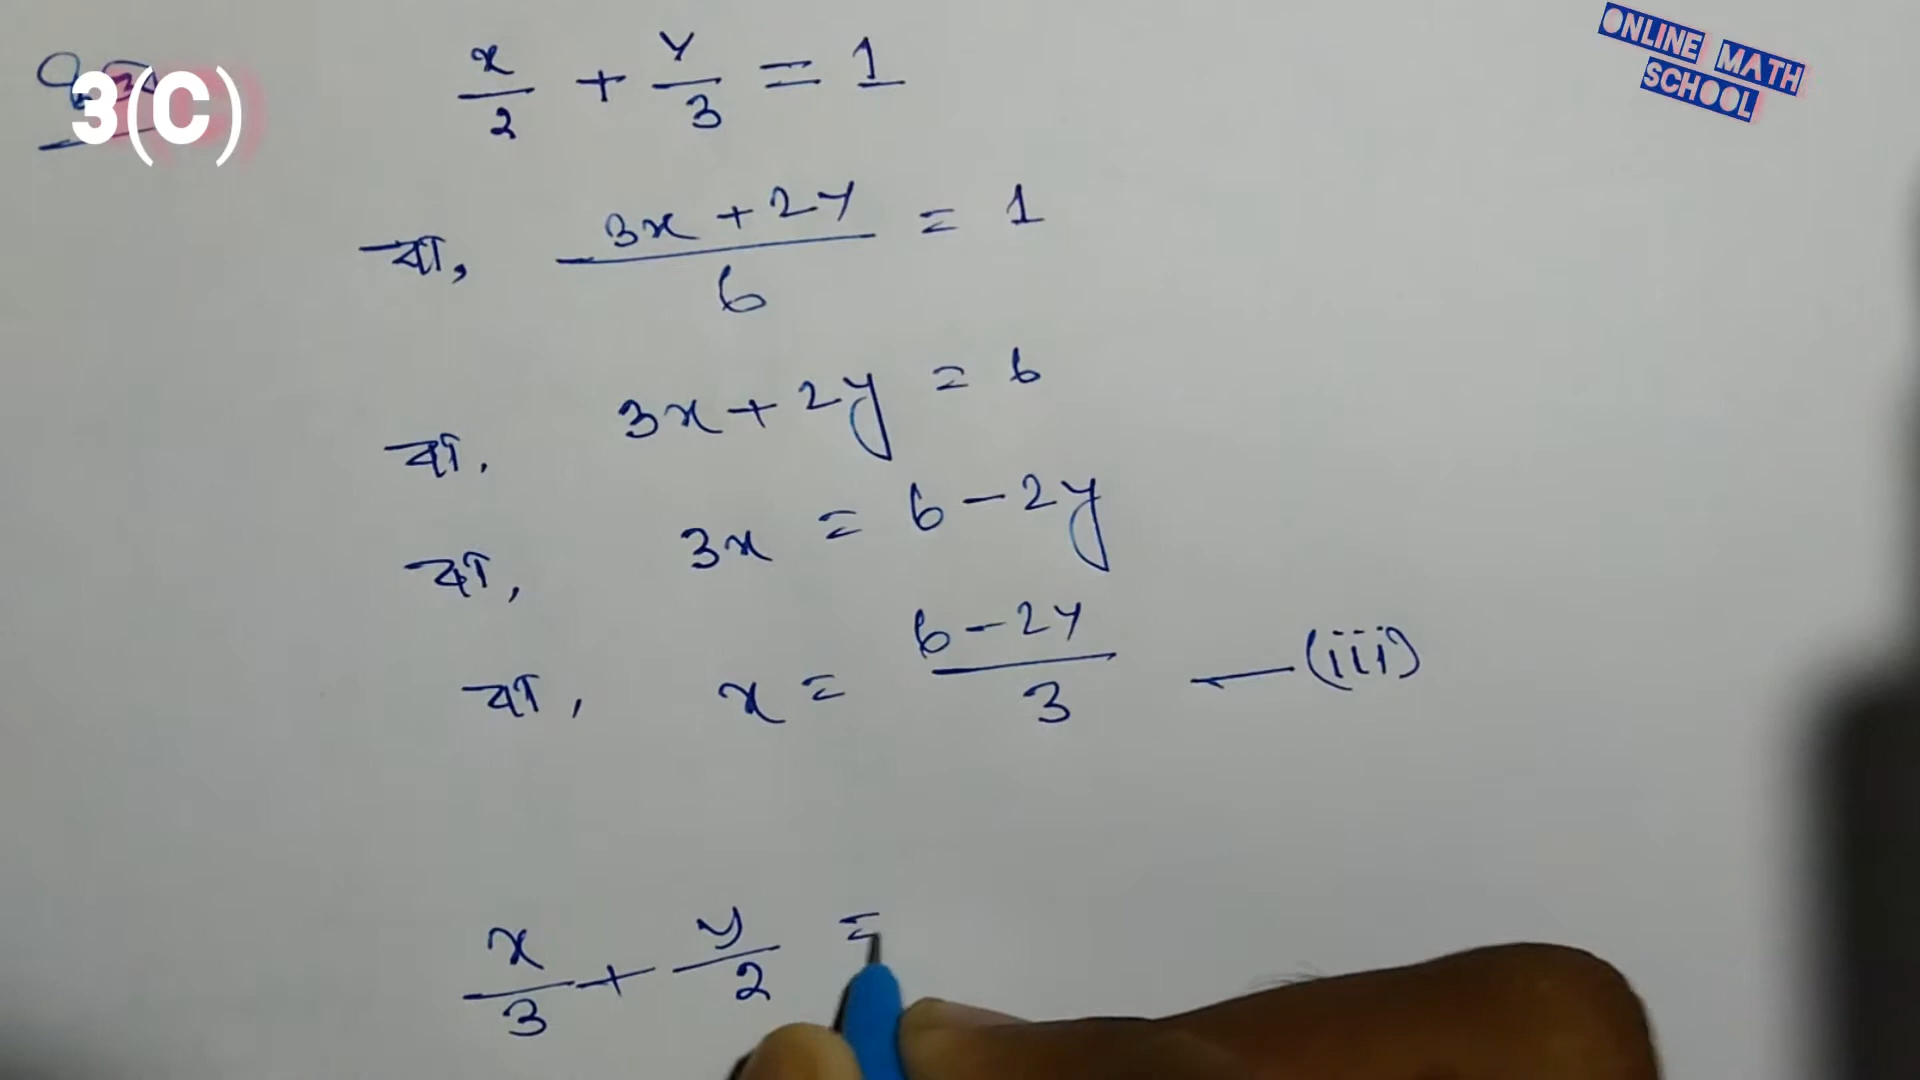 ONLINE MATH
SCHOOL
3(C)
x/2 + y/3 = 1
বা, (3x + 2y)/6 = 1
বা, 3x + 2y = 6
বা, 3x = 6 - 2y
বা, x = (6 - 2y)/3 — (iii)
x/3 + y/2 =